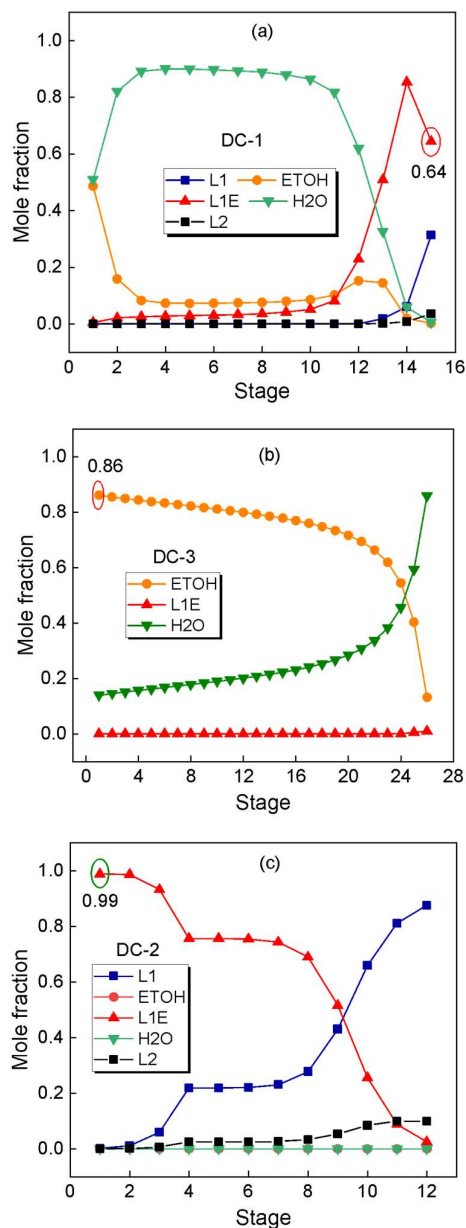 (a)
1.0
0.8
0.6
0.4
0.2
0.0
Mole fraction
DC-1
L1 ETOH
L1E H2O
L2
0.64
0 2 4 6 8 10 12 14 16
Stage
(b)
1.0
0.8
0.6
0.4
0.2
0.0
Mole fraction
0.86
DC-3
ETOH
L1E
H2O
0 4 8 12 16 20 24 28
Stage
(c)
1.0
0.8
0.6
0.4
0.2
0.0
Mole fraction
0.99
DC-2
L1
ETOH
L1E
H2O
L2
0 2 4 6 8 10 12
Stage